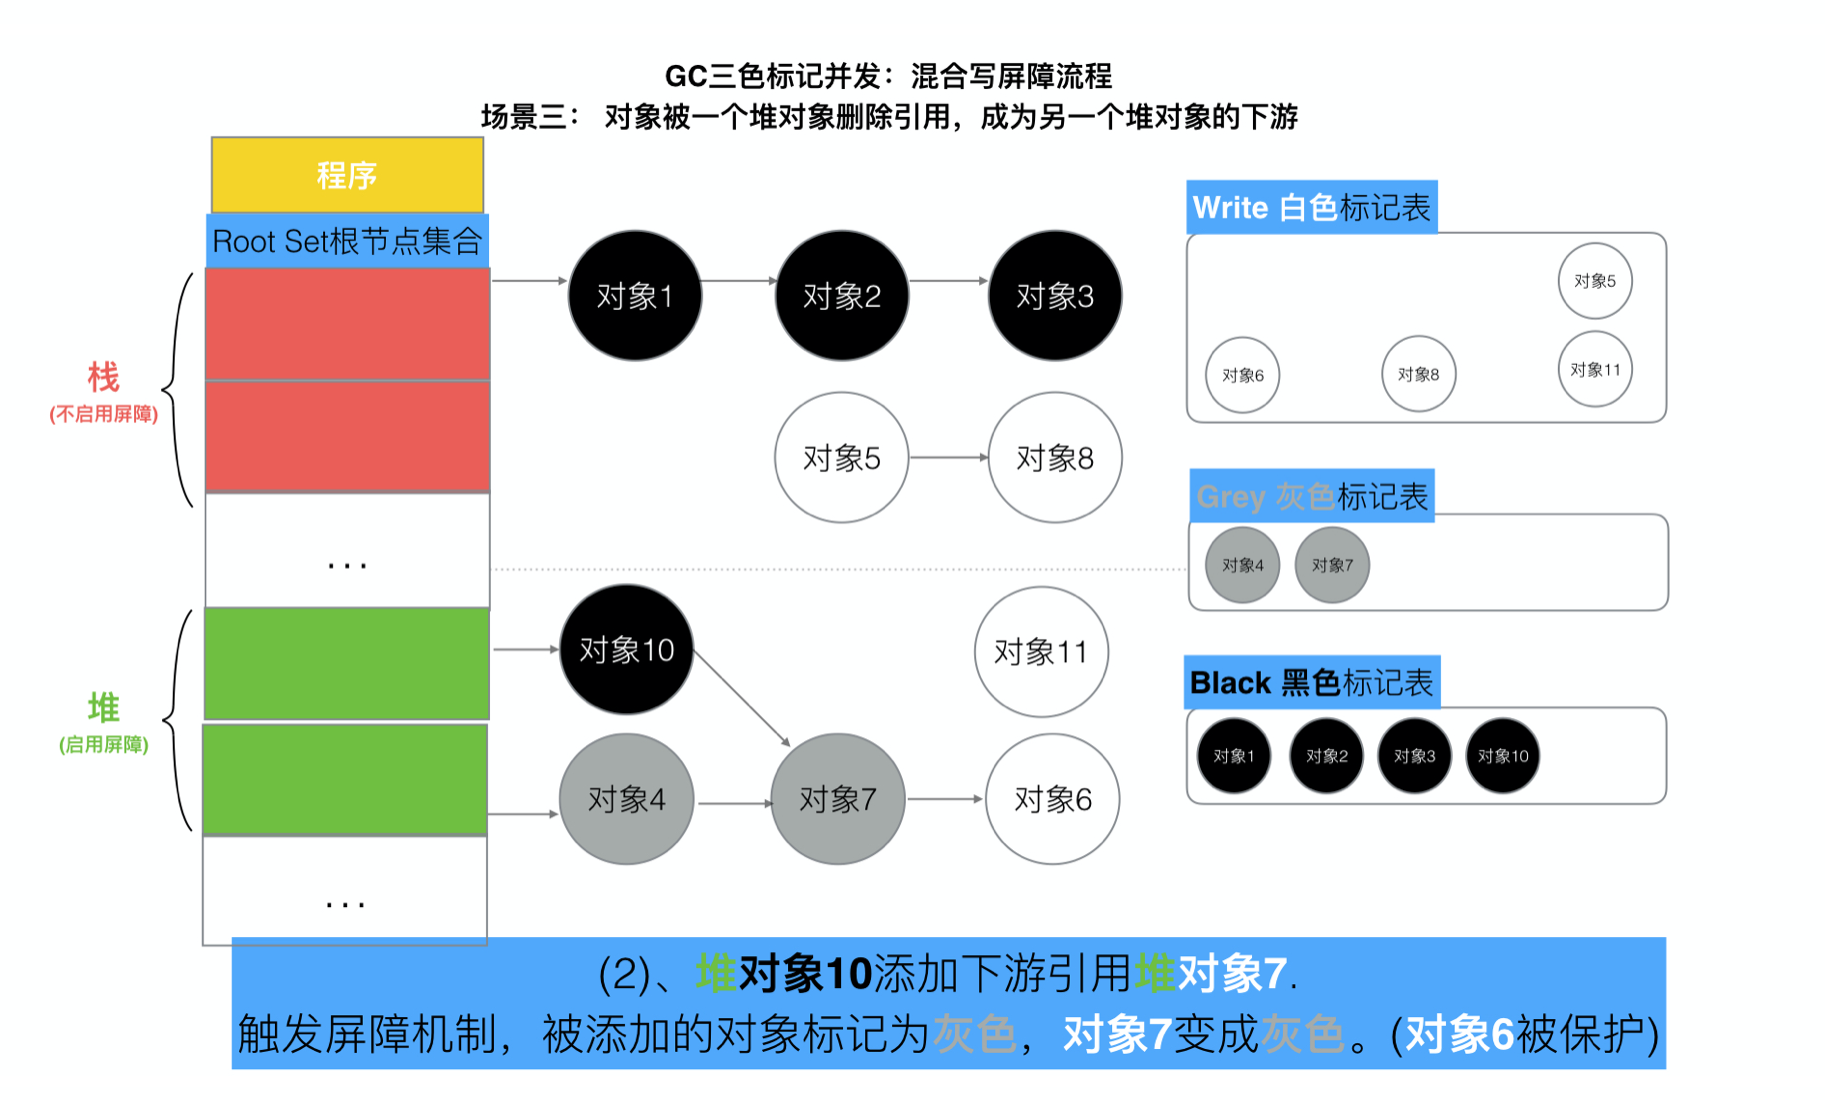 GC三色标记并发：混合写屏障流程
场景三： 对象被一个堆对象删除引用，成为另一个堆对象的下游
程序
Root Set根节点集合
栈
(不启用屏障)
...
堆
(启用屏障)
...
对象1
对象2
对象3
对象5
对象8
对象10
对象11
对象4
对象7
对象6
Write 白色标记表
对象5
对象6
对象8
对象11
Grey 灰色标记表
对象4
对象7
Black 黑色标记表
对象1
对象2
对象3
对象10
(2)、堆对象10添加下游引用堆对象7.
触发屏障机制，被添加的对象标记为灰色，对象7变成灰色。(对象6被保护)